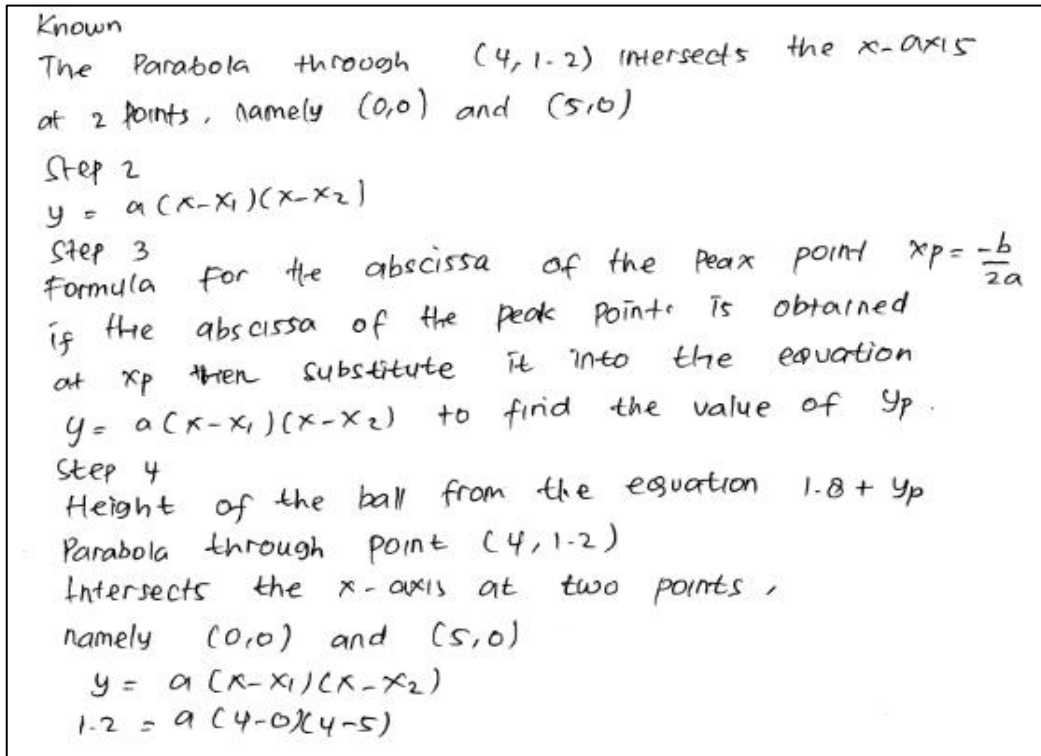 Known
The Parabola through (4, 1.2) intersects the x-axis
at 2 Points, namely (0,0) and (5,0)
Step 2
y = a(x-x₁)(x-x₂)
Step 3
Formula for the abscissa of the peax point xp = -b/2a
if the abscissa of the peak points is obtained
at xp then substitute it into the equation
y = a(x-x₁)(x-x₂) to find the value of yp.
Step 4
Height of the ball from the equation 1.8 + yp
Parabola through point (4, 1.2)
Intersects the x-axis at two points,
namely (0,0) and (5,0)
y = a(x-x₁)(x-x₂)
1.2 = a(4-0)(4-5)